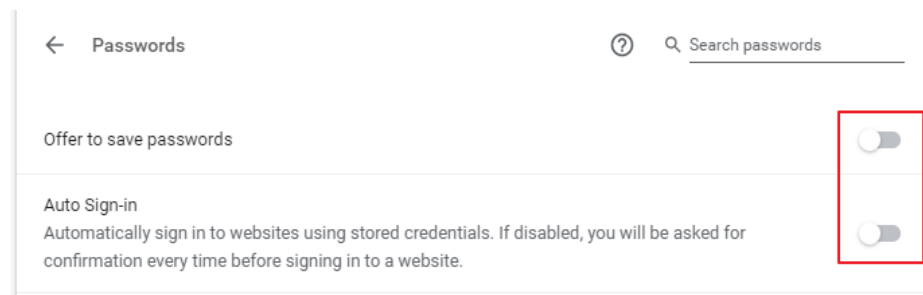 Passwords
Search passwords
Offer to save passwords
Auto Sign-in
Automatically sign in to websites using stored credentials. If disabled, you will be asked for
confirmation every time before signing in to a website.